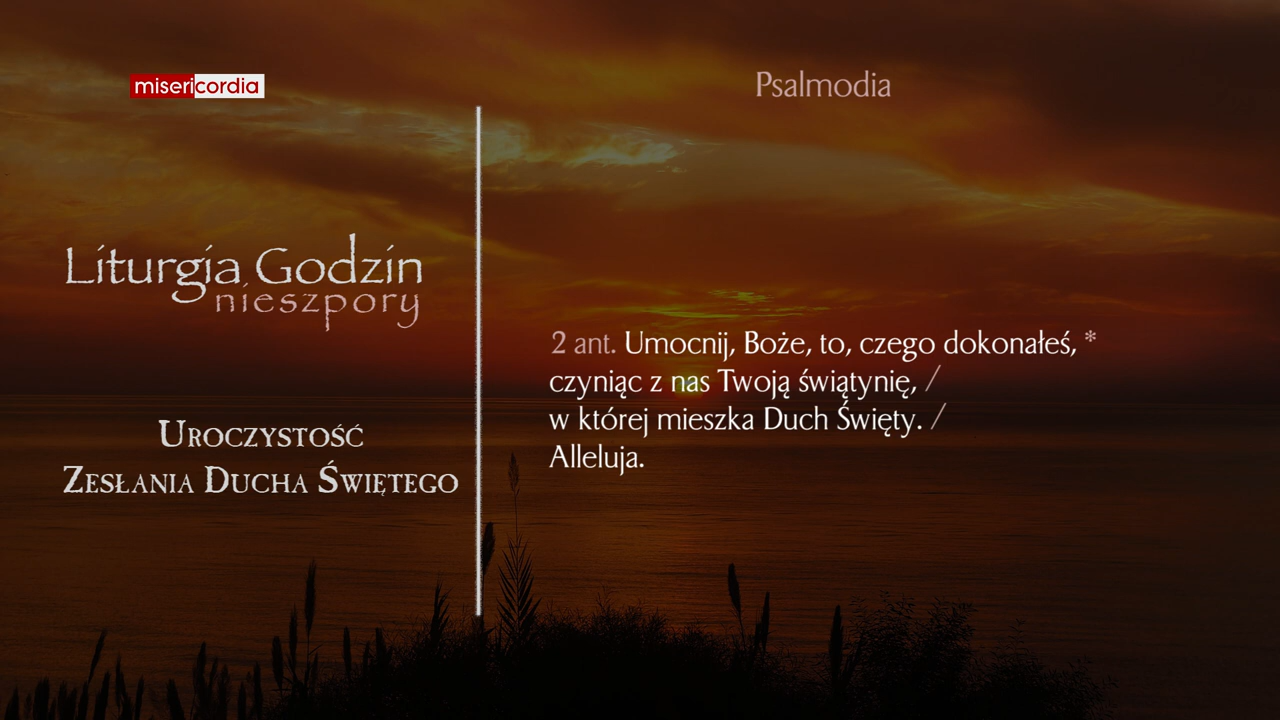 misericordia
Psalmodia
Liturgia Godzin
nieszpory
Uroczystość
Zesłania Ducha Świętego
2 ant. Umocnij, Boże, to, czego dokonałeś, *
czyniąc z nas Twoją świątynię, /
w której mieszka Duch Święty. /
Alleluja.